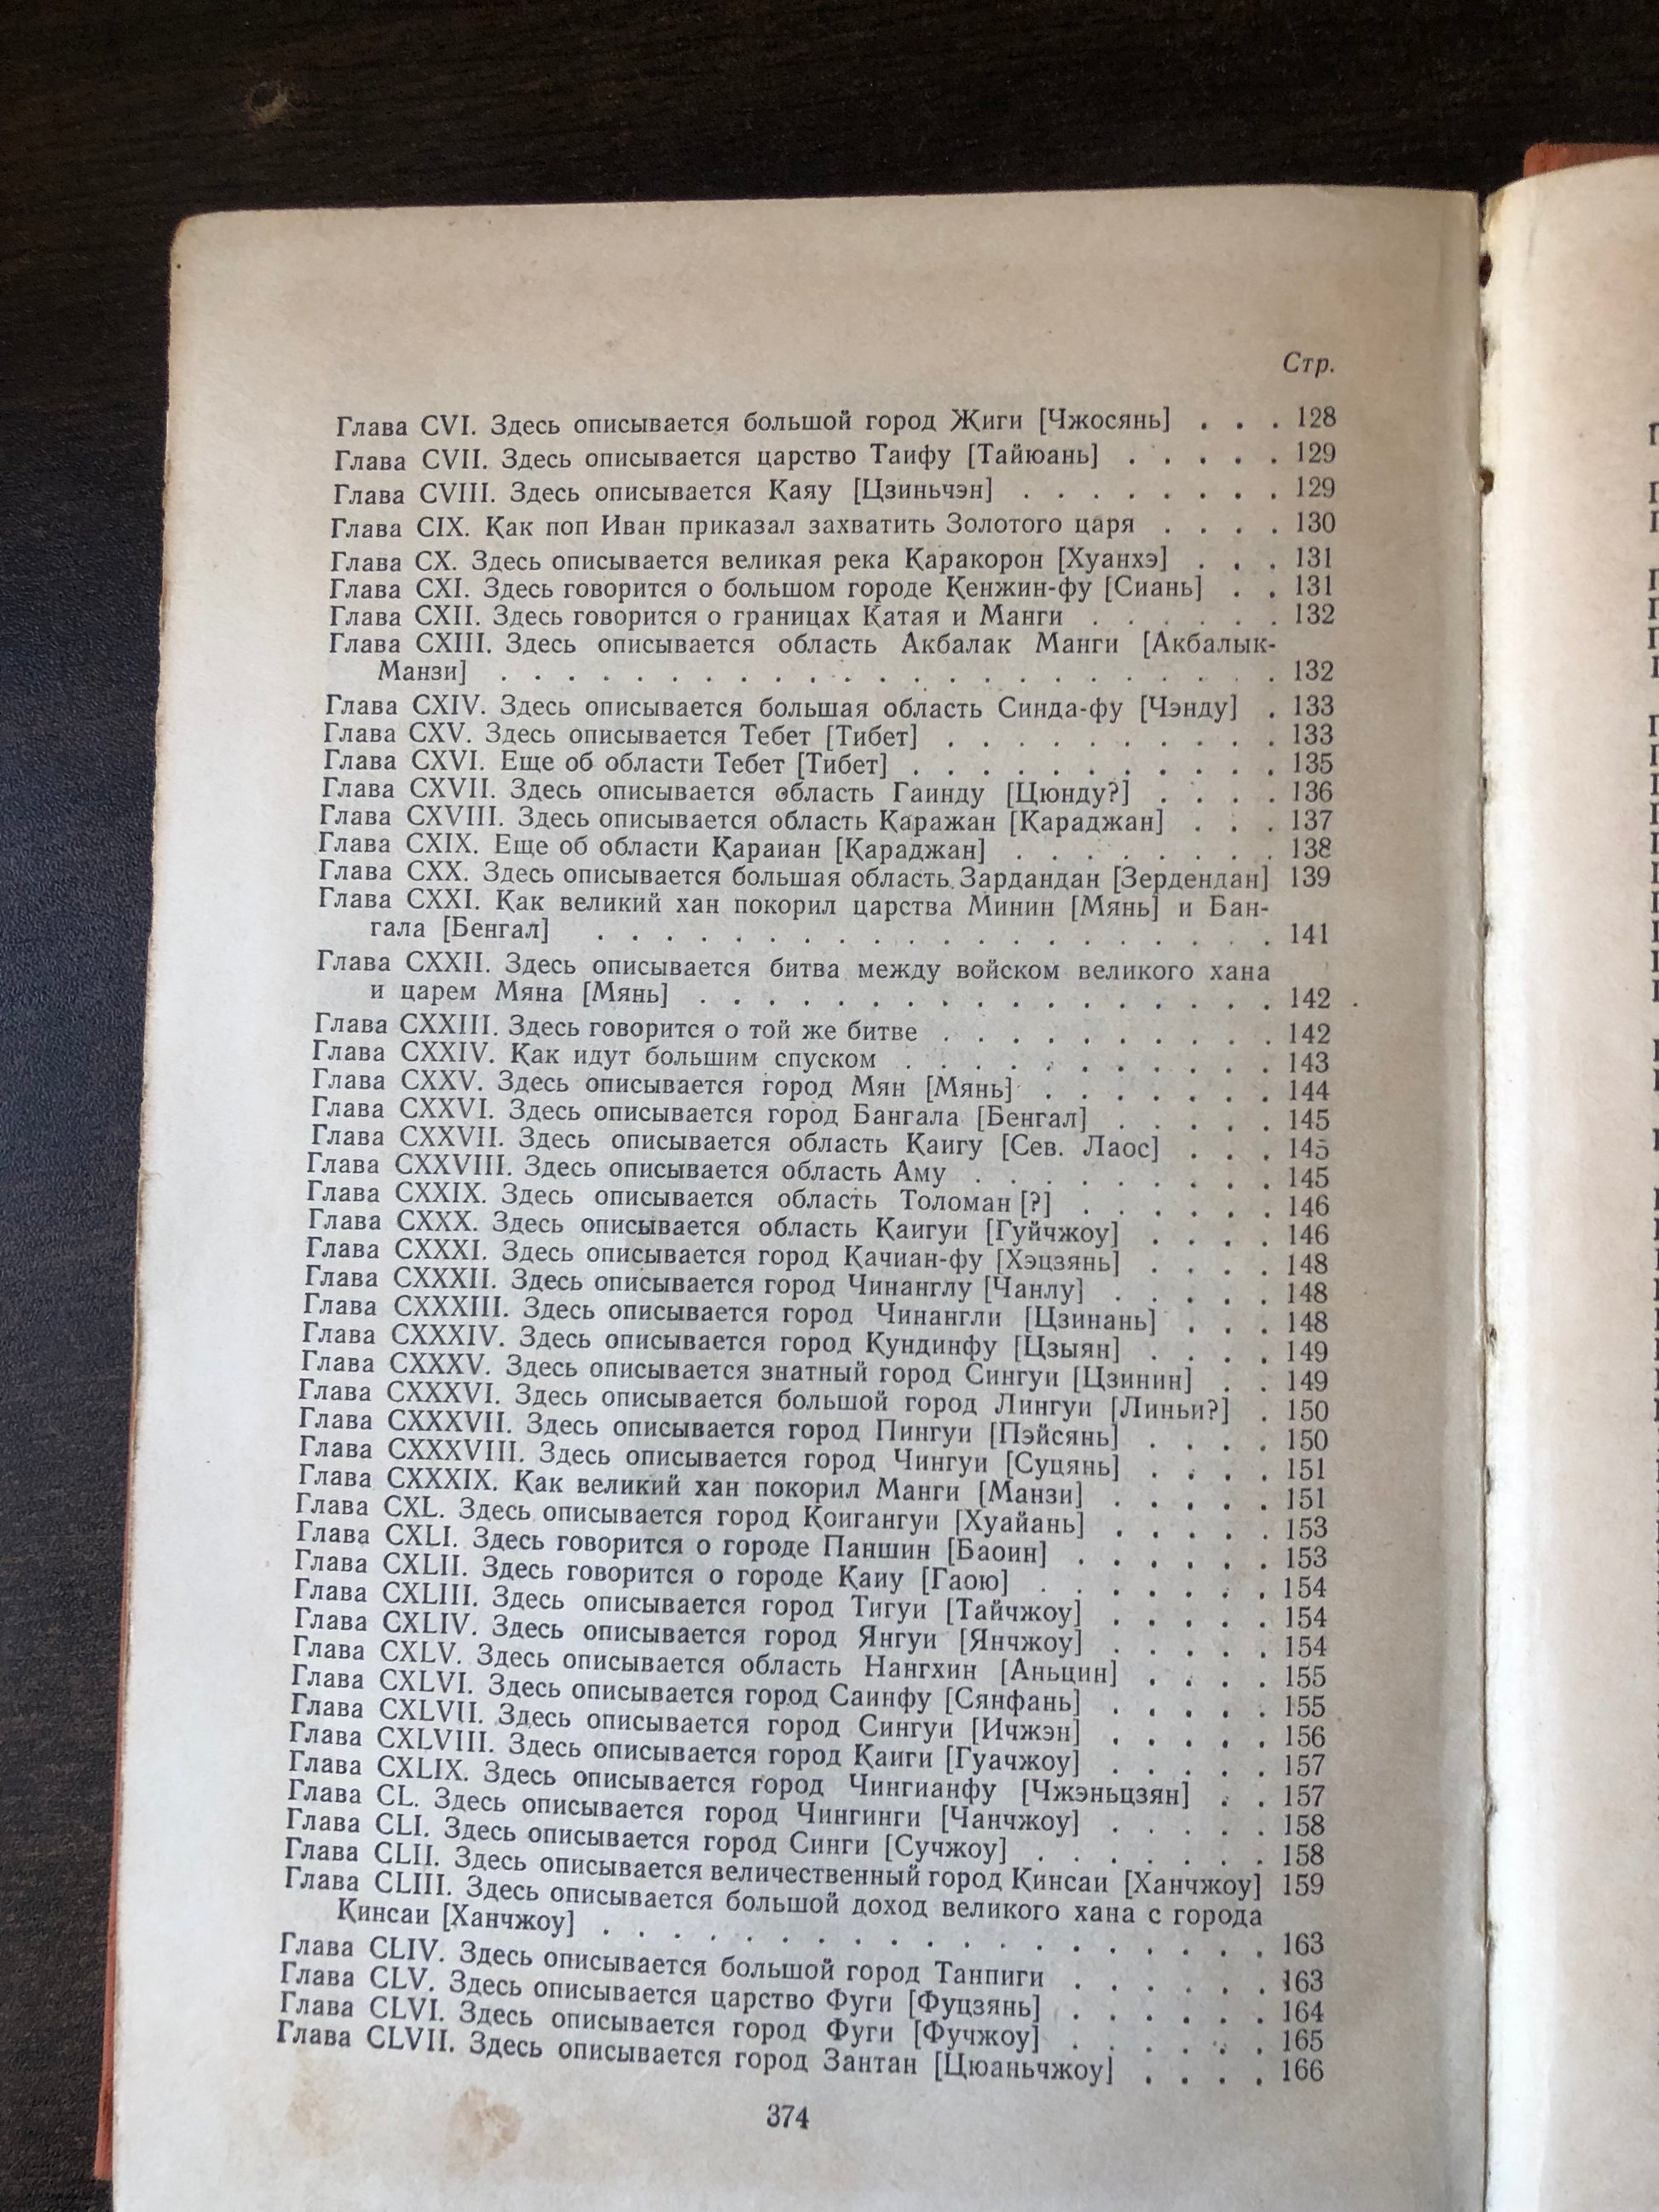 Стр.
Глава CVI. Здесь описывается большой город Жиги [Чжосянь] . . . 128
Глава CVII. Здесь описывается царство Таифу [Тайюань] . . . . . 129
Глава CVIII. Здесь описывается Каяу [Цзиньчэн] . . . . . . . . 129
Глава CIX. Как поп Иван приказал захватить Золотого царя . . . . 130
Глава CX. Здесь описывается великая река Каракорон [Хуанхэ] . . . 131
Глава CXI. Здесь говорится о большом городе Кенжин-фу [Сиань] . . 131
Глава CXII. Здесь говорится о границах Катая и Манги . . . . . . 132
Глава CXIII. Здесь описывается область Акбалак Манги [Акбалык-
Манзи] . . . . . . . . . . . . . . . . . . . . . . 132
Глава CXIV. Здесь описывается большая область Синда-фу [Чэнду] . 133
Глава CXV. Здесь описывается Тебет [Тибет] . . . . . . . . . . 133
Глава CXVI. Еще об области Тебет [Тибет] . . . . . . . . . . . 135
Глава CXVII. Здесь описывается область Гаинду [Цюнду?] . . . . 136
Глава CXVIII. Здесь описывается область Каражан [Караджан] . . . 137
Глава CXIX. Еще об области Караиан [Караджан] . . . . . . . . 138
Глава CXX. Здесь описывается большая область Зардандан [Зердендан] 139
Глава CXXI. Как великий хан покорил царства Минин [Мянь] и Бан-
гала [Бенгал] . . . . . . . . . . . . . . . . . . . 141
Глава CXXII. Здесь описывается битва между войском великого хана
и царем Мяна [Мянь] . . . . . . . . . . . . . . . . . 142
Глава CXXIII. Здесь говорится о той же битве . . . . . . . . . . 142
Глава CXXIV. Как идут большим спуском . . . . . . . . . . . 143
Глава CXXV. Здесь описывается город Мян [Мянь] . . . . . . . 144
Глава CXXVI. Здесь описывается город Бангала [Бенгал] . . . . . 145
Глава CXXVII. Здесь описывается область Каигу [Сев. Лаос] . . . 145
Глава CXXVIII. Здесь описывается область Аму . . . . . . . . . 145
Глава CXXIX. Здесь описывается область Толоман [?] . . . . . . 146
Глава CXXX. Здесь описывается область Каигуи [Гуйчжоу] . . . . 146
Глава CXXXI. Здесь описывается город Качиан-фу [Хэцзянь] . . . . 148
Глава CXXXII. Здесь описывается город Чинанглу [Чанлу] . . . . . 148
Глава CXXXIII. Здесь описывается город Чинангли [Цзинань] . . . 148
Глава CXXXIV. Здесь описывается город Кундинфу [Цзыян] . . . . 149
Глава CXXXV. Здесь описывается знатный город Сингуи [Цзинин] . . 149
Глава CXXXVI. Здесь описывается большой город Лингуи [Линьи?] . 150
Глава CXXXVII. Здесь описывается город Пингуи [Пэйсянь] . . . . 150
Глава CXXXVIII. Здесь описывается город Чингуи [Суцянь] . . . . 151
Глава CXXXIX. Как великий хан покорил Манги [Манзи] . . . . . 151
Глава CXL. Здесь описывается город Коигангуи [Хуайань] . . . . . 153
Глава CXLI. Здесь говорится о городе Паншин [Баоин] . . . . . . 153
Глава CXLII. Здесь говорится о городе Каиу [Гаою] . . . . . . . 154
Глава CXLIII. Здесь описывается город Тигуи [Тайчжоу] . . . . . 154
Глава CXLIV. Здесь описывается город Янгуи [Янчжоу] . . . . . 154
Глава CXLV. Здесь описывается область Нангхин [Аньцин] . . . . 155
Глава CXLVI. Здесь описывается город Саинфу [Сянфань] . . . . . 155
Глава CXLVII. Здесь описывается город Сингуи [Ичжэн] . . . . . 156
Глава CXLVIII. Здесь описывается город Каиги [Гуачжоу] . . . . . 157
Глава CXLIX. Здесь описывается город Чингианфу [Чжэньцзян] . . 157
Глава CL. Здесь описывается город Чингинги [Чанчжоу] . . . . . 158
Глава CLI. Здесь описывается город Синги [Сучжоу] . . . . . . . 158
Глава CLII. Здесь описывается величественный город Кинсаи [Ханчжоу] 159
Глава CLIII. Здесь описывается большой доход великого хана с города
Кинсаи [Ханчжоу] . . . . . . . . . . . . . . . . . . . 163
Глава CLIV. Здесь описывается большой город Танпиги . . . . . . 163
Глава CLV. Здесь описывается царство Фуги [Фуцзянь] . . . . . . 164
Глава CLVI. Здесь описывается город Фуги [Фучжоу] . . . . . . 165
Глава CLVII. Здесь описывается город Зантан [Цюаньчжоу] . . . . 166
374